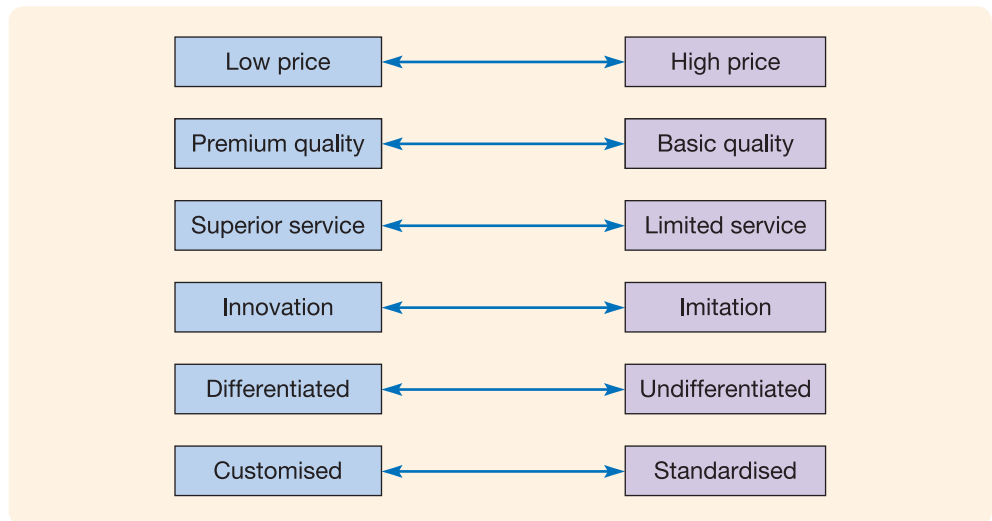 Low price
High price
Premium quality
Basic quality
Superior service
Limited service
Innovation
Imitation
Differentiated
Undifferentiated
Customised
Standardised